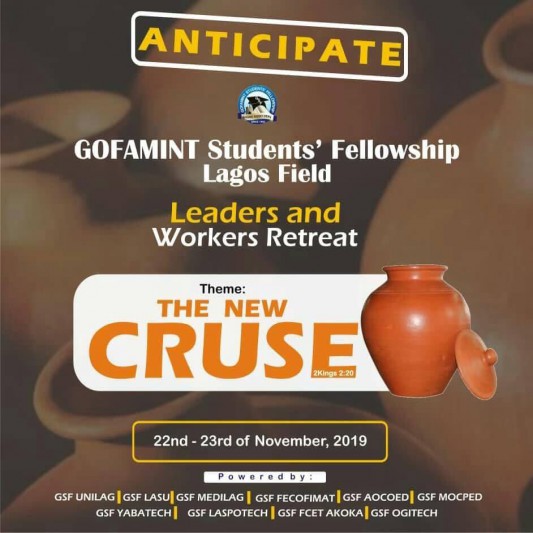 ANTICIPATE
GOFAMINT Students' Fellowship
Lagos Field
Leaders and
Workers Retreat
Theme:
THE NEW
CRUSE
2Kings 2:20
22nd - 23rd of November, 2019
Powered by:
GSF UNILAG | GSF LASU | GSF MEDILAG | GSF FECOFIMAT | GSF AOCOED | GSF MOCPED
GSF YABATECH | GSF LASPOTECH | GSF FCET AKOKA | GSF OGITECH